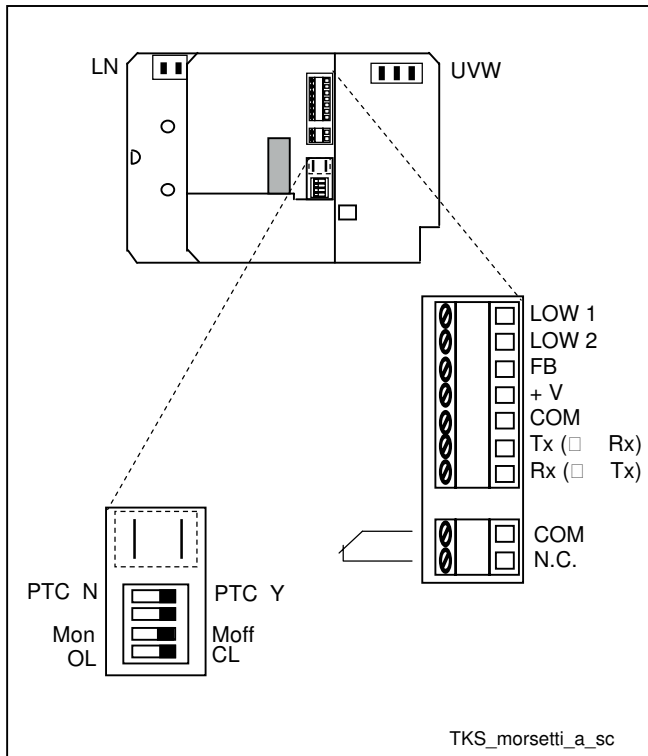 LN
UVW
LOW 1
LOW 2
FB
+ V
COM
Tx (□ Rx)
Rx (□ Tx)
COM
N.C.
PTC N PTC Y
Mon Moff
OL CL
TKS_morsetti_a_sc